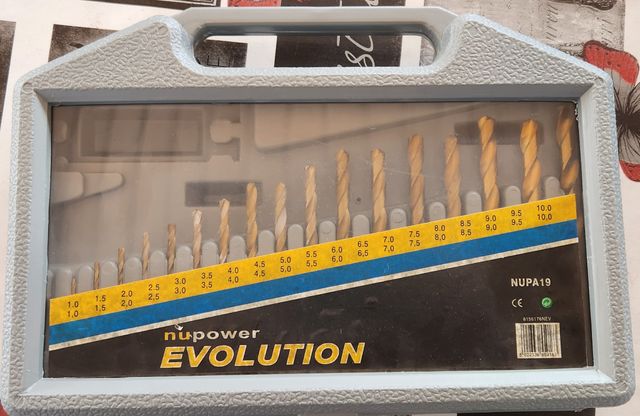 1.0 1.5 2.0 2.5 3.0 3.5 4.0 4.5 5.0 5.5 6.0 6.5 7.0 7.5 8.0 8.5 9.0 9.5 10.0
1,0 1,5 2,0 2,5 3,0 3,5 4,0 4,5 5,0 5,5 6,0 6,5 7,0 7,5 8,0 8,5 9,0 9,5 10,0
NUPA19
CE
6156176NEV
nupower
EVOLUTION